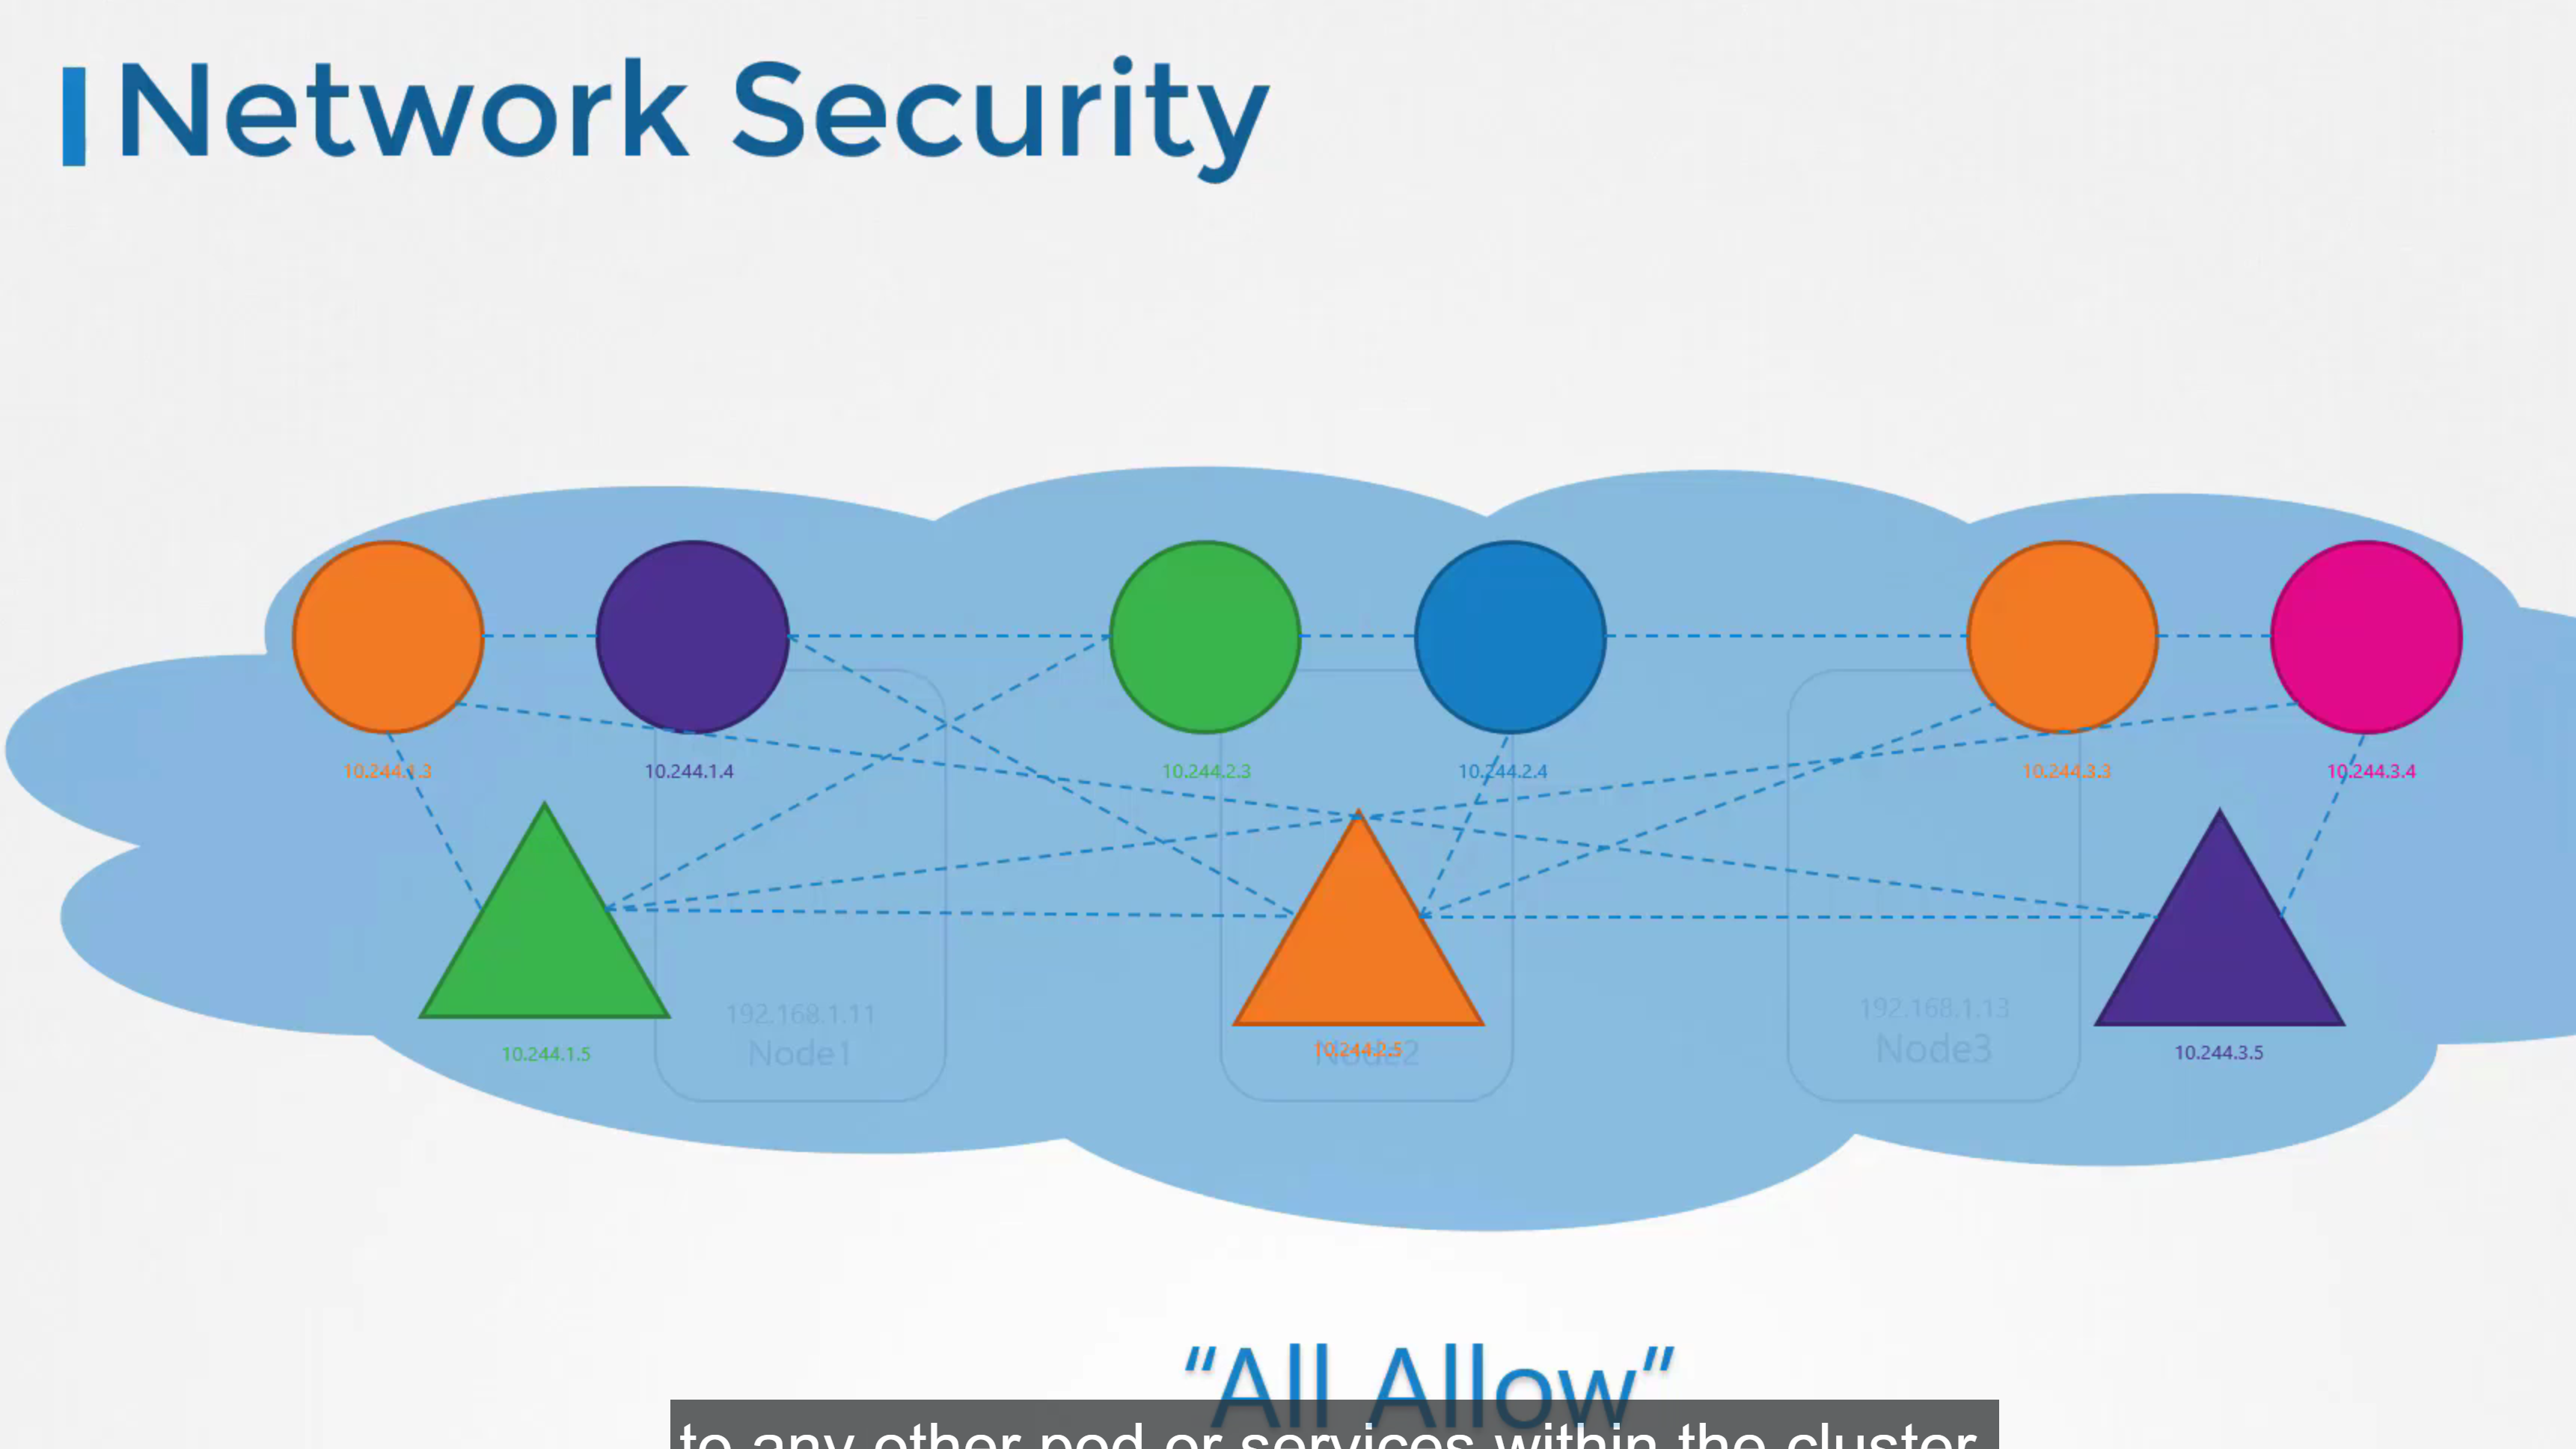 Network Security
10.244.1.3
10.244.1.4
10.244.2.3
10.244.2.4
10.244.3.3
10.244.3.4
192.168.1.11
192.168.1.13
Node1
Node2
Node3
10.244.1.5
10.244.2.5
10.244.3.5
“All Allow”
to any other pod or services within the cluster